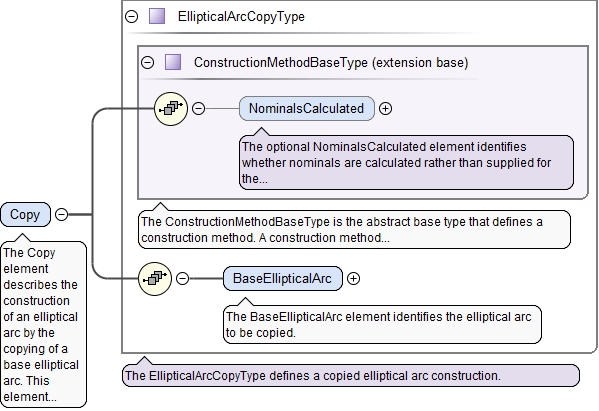 EllipticalArcCopyType
ConstructionMethodBaseType (extension base)
NominalsCalculated
The optional NominalsCalculated element identifies
whether nominals are calculated rather than supplied for
the...
Copy
The ConstructionMethodBaseType is the abstract base type that defines a
construction method. A construction method...
The Copy
element
describes the
construction
of an elliptical
arc by the
copying of a
base elliptical
arc. This
element...
BaseEllipticalArc
The BaseEllipticalArc element identifies the elliptical arc
to be copied.
The EllipticalArcCopyType defines a copied elliptical arc construction.